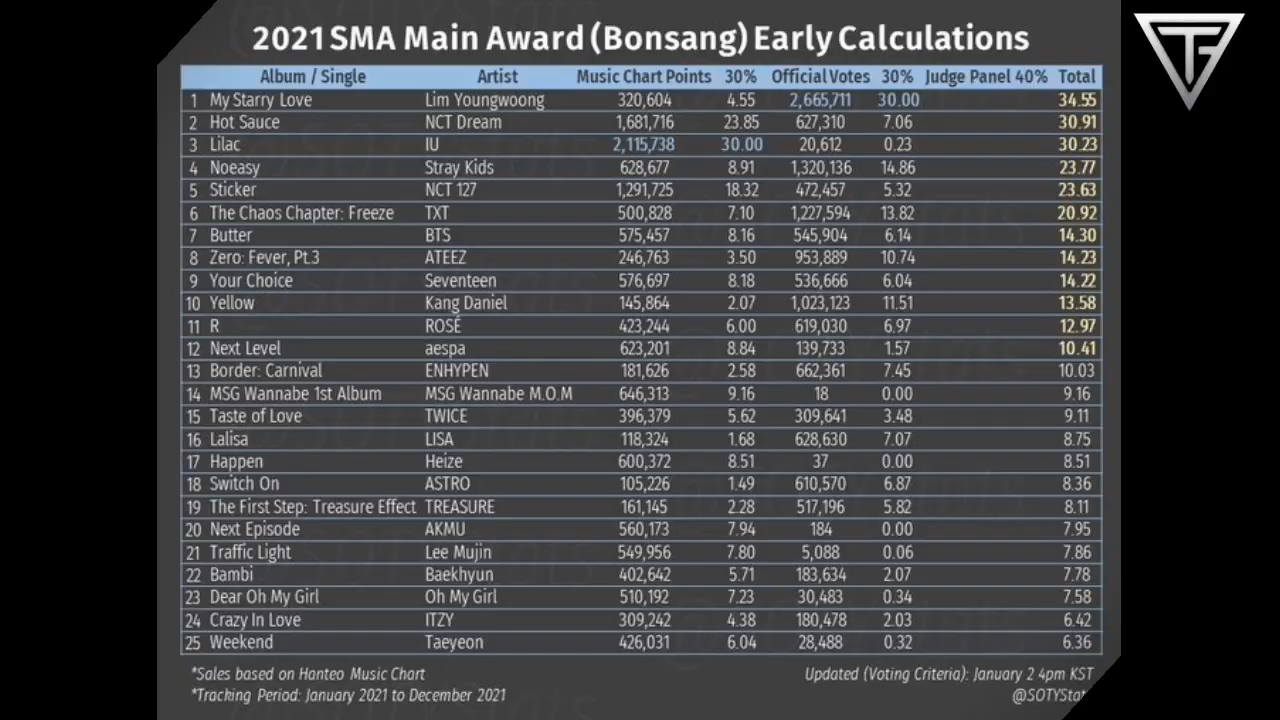 2021 SMA Main Award (Bonsang) Early Calculations
Album / Single Artist Music Chart Points 30% Official Votes 30% Judge Panel 40% Total
1 My Starry Love Lim Youngwoong 320,604 4.55 2,665,711 30.00 34.55
2 Hot Sauce NCT Dream 1,681,716 23.85 627,310 7.06 30.91
3 Lilac IU 2,115,738 30.00 20,612 0.23 30.23
4 Noeasy Stray Kids 628,677 8.91 1,320,136 14.86 23.77
5 Sticker NCT 127 1,291,725 18.32 472,457 5.32 23.63
6 The Chaos Chapter: Freeze TXT 500,828 7.10 1,227,594 13.82 20.92
7 Butter BTS 575,457 8.16 545,904 6.14 14.30
8 Zero: Fever, Pt.3 ATEEZ 246,763 3.50 953,889 10.74 14.23
9 Your Choice Seventeen 576,697 8.18 536,666 6.04 14.22
10 Yellow Kang Daniel 145,864 2.07 1,023,123 11.51 13.58
11 R ROSÉ 423,244 6.00 619,030 6.97 12.97
12 Next Level aespa 623,201 8.84 139,733 1.57 10.41
13 Border: Carnival ENHYPEN 181,626 2.58 662,361 7.45 10.03
14 MSG Wannabe 1st Album MSG Wannabe M.O.M 646,313 9.16 18 0.00 9.16
15 Taste of Love TWICE 396,379 5.62 309,641 3.48 9.11
16 Lalisa LISA 118,324 1.68 628,630 7.07 8.75
17 Happen Heize 600,372 8.51 37 0.00 8.51
18 Switch On ASTRO 105,226 1.49 610,570 6.87 8.36
19 The First Step: Treasure Effect TREASURE 161,145 2.28 517,196 5.82 8.11
20 Next Episode AKMU 560,173 7.94 184 0.00 7.95
21 Traffic Light Lee Mujin 549,956 7.80 5,088 0.06 7.86
22 Bambi Baekhyun 402,642 5.71 183,634 2.07 7.78
23 Dear Oh My Girl Oh My Girl 510,192 7.23 30,483 0.34 7.58
24 Crazy In Love ITZY 309,242 4.38 180,478 2.03 6.42
25 Weekend Taeyeon 426,031 6.04 28,488 0.32 6.36
*Sales based on Hanteo Music Chart Updated (Voting Criteria): January 2 4pm KST
*Tracking Period: January 2021 to December 2021 @SOTYStat